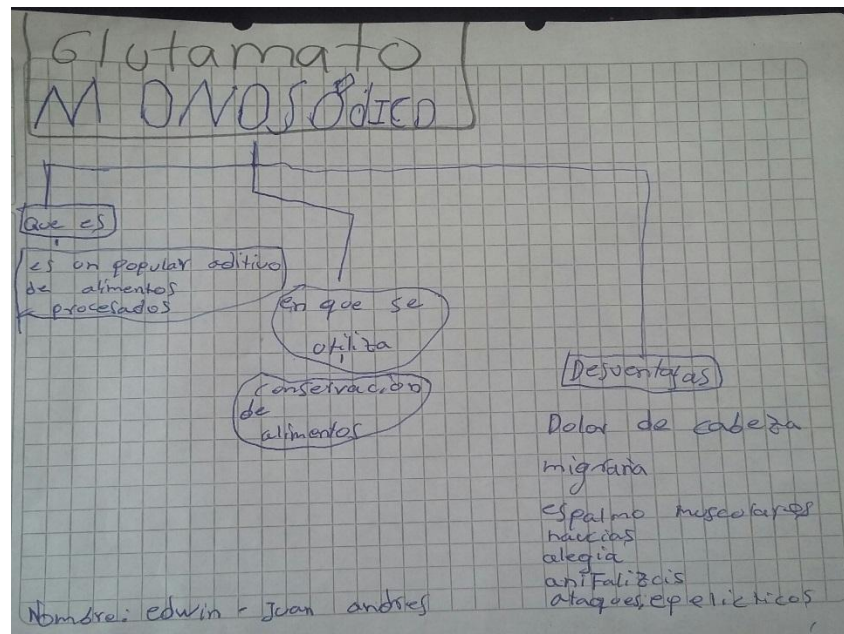 Glutamato
MONOSÓdICO
Que es
es un popular aditivo
de alimentos
procesados
en que se
utiliza
conservación
de
alimentos
Desventajas
Dolor de cabeza
migraña
espalmo muscolares
naucias
alegia
anifalizcis
ataques epelicticos
Nombre: edwin - Juan andres